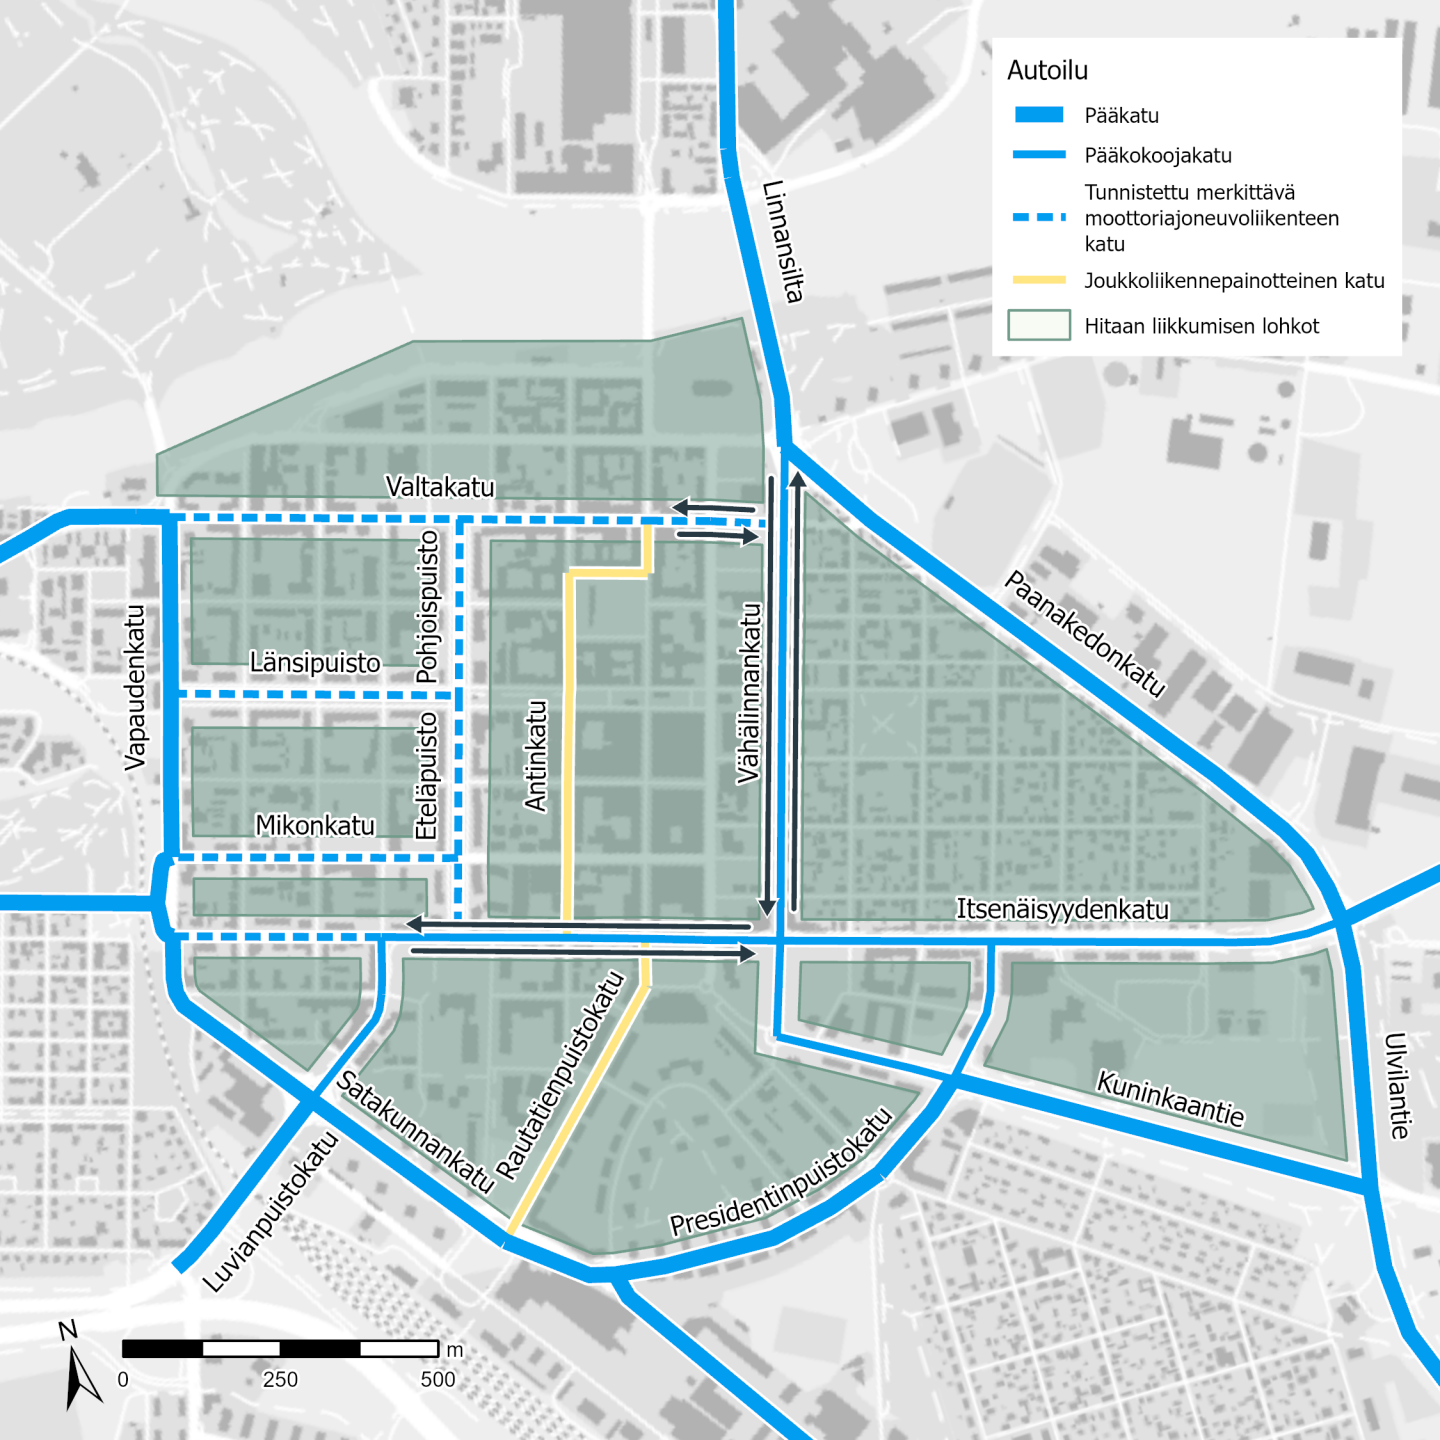 Autoilu
Pääkatu
Pääkokoojakatu
Tunnistettu merkittävä
moottoriajoneuvoliikenteen
katu
Joukkoliikennepainotteinen katu
Hitaan liikkumisen lohkot
Linnansilta
Valtakatu
Pohjoispuisto
Länsipuisto
Vapaudenkatu
Eteläpuisto
Mikonkatu
Antinkatu
Vähälinnankatu
Paanakedonkatu
Itsenäisyydenkatu
Rautatienpuistokatu
Satakunnankatu
Luvianpuistokatu
Presidentinpuistokatu
Kuninkaantie
Ulvilantie
N
m
0 250 500